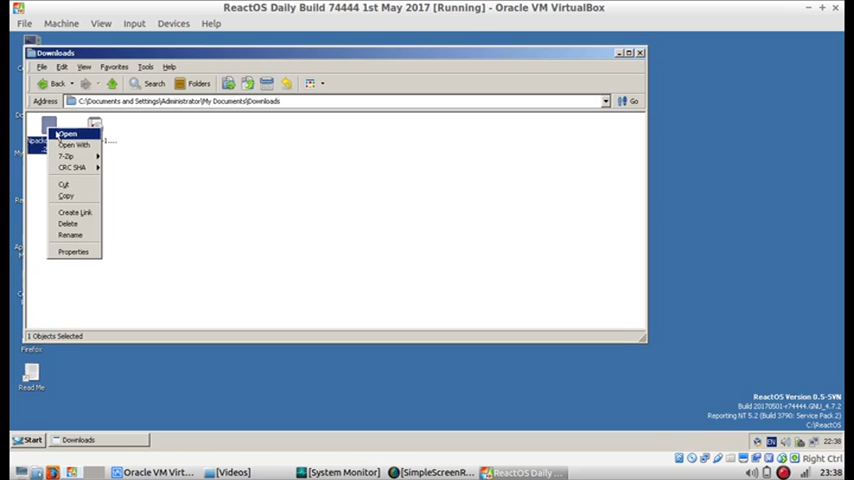 ReactOS Daily Build 74444 1st May 2017 [Running] - Oracle VM VirtualBox
File Machine View Input Devices Help
Downloads
File Edit View Favorites Tools Help
Back Search Folders
Address C:\Documents and Settings\Administrator\My Documents\Downloads Go
Open
Open With
7-Zip
CRC SHA
Cut
Copy
Create Link
Delete
Rename
Properties
1 Objects Selected
Firefox
Read Me
ReactOS Version 0.5-SVN
Build 20170501-r74444.GNU_4.7.2
Reporting NT 5.2 (Build 3790: Service Pack 2)
C:\ReactOS
Start Downloads EN 22:38
Right Ctrl
Oracle VM Virt... [Videos] [System Monitor] [SimpleScreenR... ReactOS Daily ... 23:38